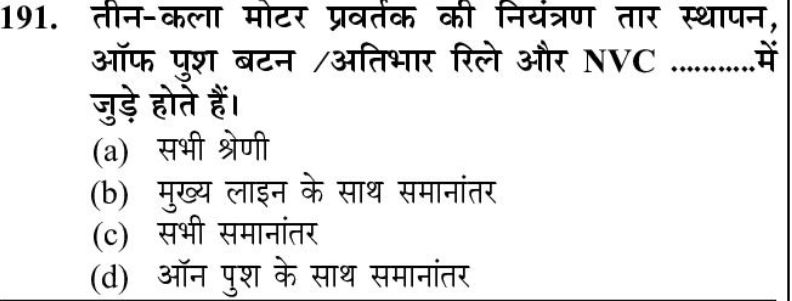 191. तीन-कला मोटर प्रवर्तक की नियंत्रण तार स्थापन,
ऑफ पुश बटन /अतिभार रिले और NVC ...........में
जुड़े होते हैं।
(a) सभी श्रेणी
(b) मुख्य लाइन के साथ समानांतर
(c) सभी समानांतर
(d) ऑन पुश के साथ समानांतर